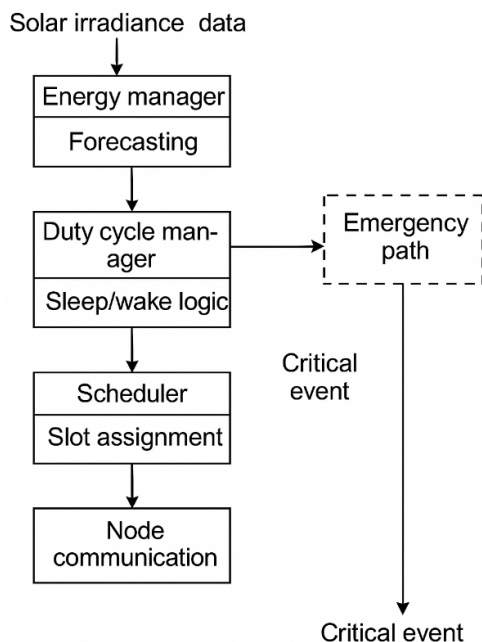 Solar irradiance data
Energy manager
Forecasting
Duty cycle man-
ager
Sleep/wake logic
Scheduler
Slot assignment
Node
communication
Emergency
path
Critical
event
Critical event